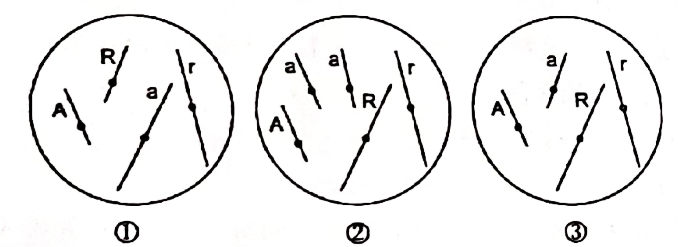 R a r A
a a R r A
a R r A
① ② ③